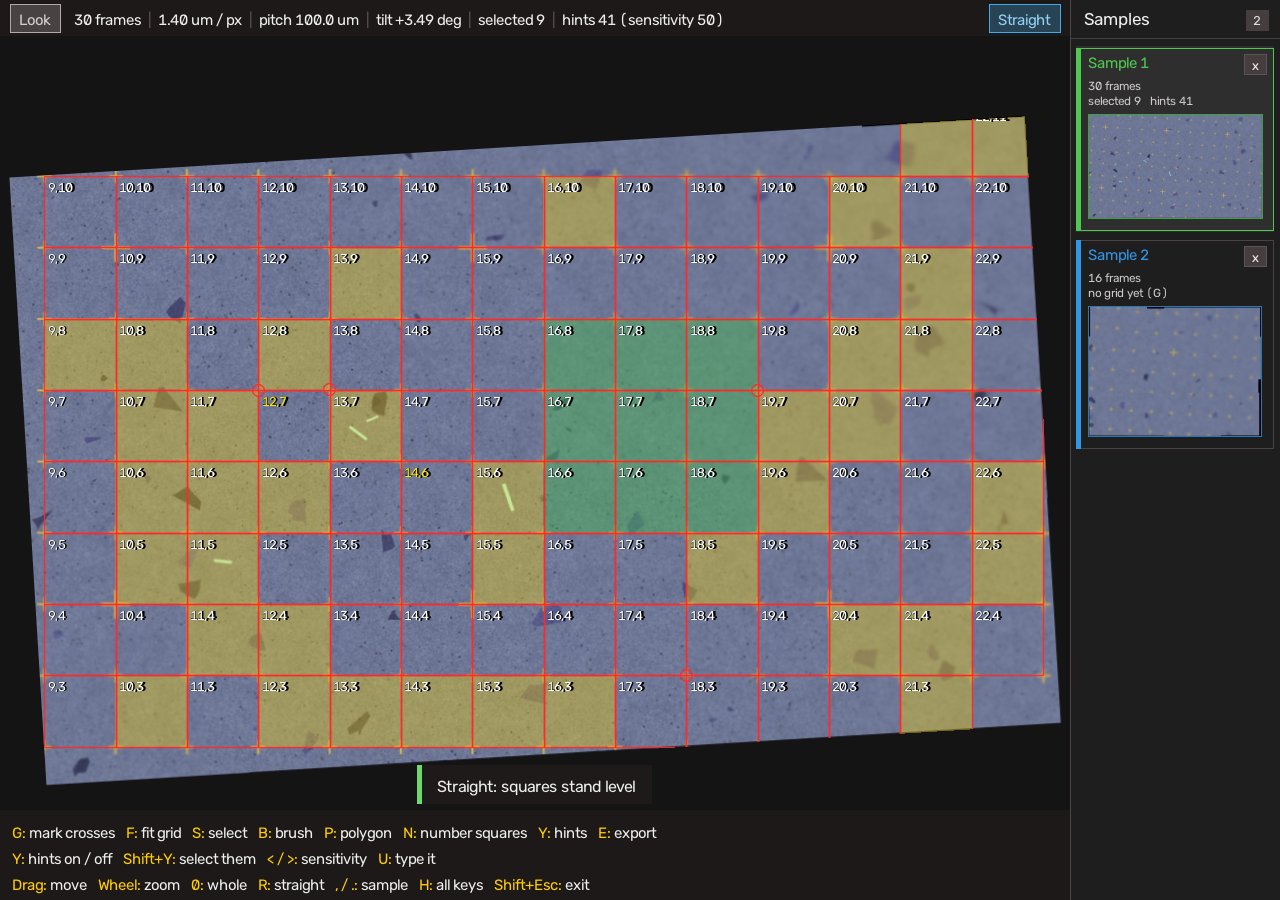 Look 30 frames 1.40 um / px pitch 100.0 um tilt +3.49 deg selected 9 hints 41 (sensitivity 50) Straight
Samples 2
Sample 1 x
30 frames
selected 9 hints 41
Sample 2 x
16 frames
no grid yet (G)
9,10 10,10 11,10 12,10 13,10 14,10 15,10 16,10 17,10 18,10 19,10 20,10 21,10 22,10
9,9 10,9 11,9 12,9 13,9 14,9 15,9 16,9 17,9 18,9 19,9 20,9 21,9 22,9
9,8 10,8 11,8 12,8 13,8 14,8 15,8 16,8 17,8 18,8 19,8 20,8 21,8 22,8
9,7 10,7 11,7 12,7 13,7 14,7 15,7 16,7 17,7 18,7 19,7 20,7 21,7 22,7
9,6 10,6 11,6 12,6 13,6 14,6 15,6 16,6 17,6 18,6 19,6 20,6 21,6 22,6
9,5 10,5 11,5 12,5 13,5 14,5 15,5 16,5 17,5 18,5 19,5 20,5 21,5 22,5
9,4 10,4 11,4 12,4 13,4 14,4 15,4 16,4 17,4 18,4 19,4 20,4 21,4 22,4
9,3 10,3 11,3 12,3 13,3 14,3 15,3 16,3 17,3 18,3 19,3 20,3 21,3
Straight: squares stand level
G: mark crosses F: fit grid S: select B: brush P: polygon N: number squares Y: hints E: export
Y: hints on / off Shift+Y: select them < / >: sensitivity U: type it
Drag: move Wheel: zoom 0: whole R: straight , / .: sample H: all keys Shift+Esc: exit